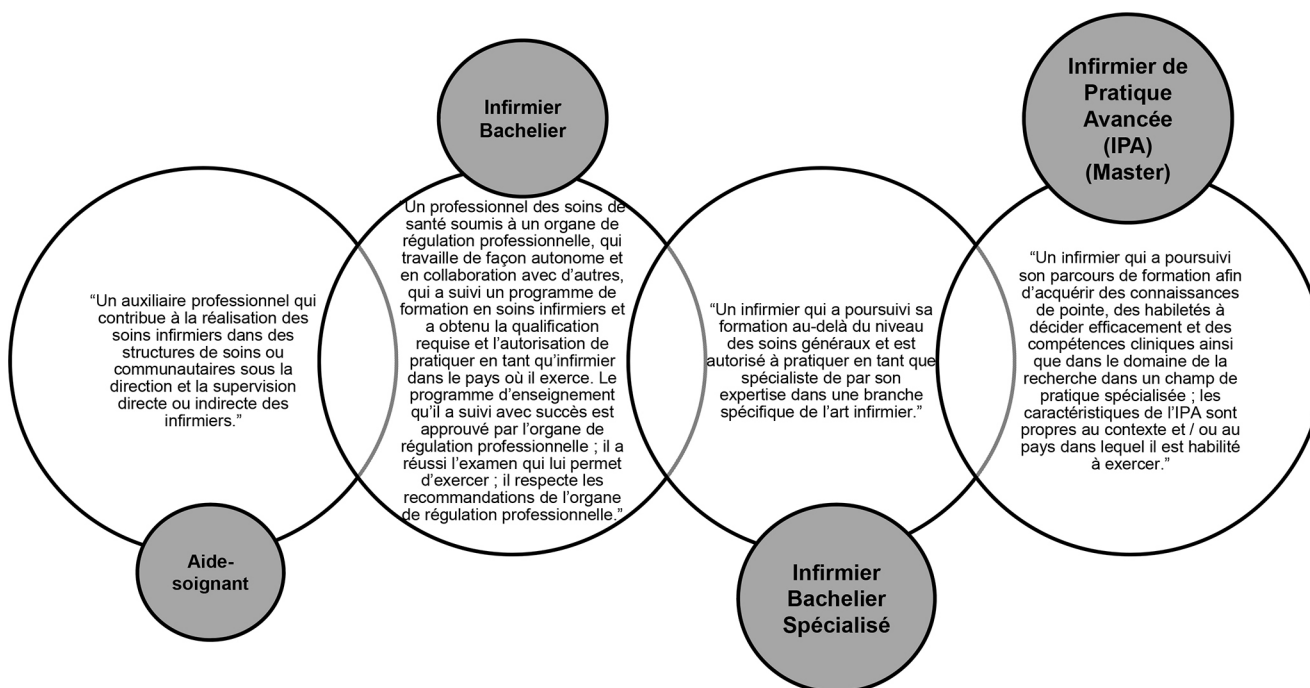 Aide-
soignant
“Un auxiliaire professionnel qui
contribue à la réalisation des
soins infirmiers dans des
structures de soins ou
communautaires sous la
direction et la supervision
directe ou indirecte des
infirmiers.”
Infirmier
Bachelier
“Un professionnel des soins de
santé soumis à un organe de
régulation professionnelle, qui
travaille de façon autonome et
en collaboration avec d’autres,
qui a suivi un programme de
formation en soins infirmiers et
a obtenu la qualification
requise et l’autorisation de
pratiquer en tant qu’infirmier
dans le pays où il exerce. Le
programme d’enseignement
qu’il a suivi avec succès est
approuvé par l’organe de
régulation professionnelle ; il a
réussi l’examen qui lui permet
d’exercer ; il respecte les
recommandations de l’organe
de régulation professionnelle.”
Infirmier
Bachelier
Spécialisé
“Un infirmier qui a poursuivi sa
formation au-delà du niveau
des soins généraux et est
autorisé à pratiquer en tant que
spécialiste de par son
expertise dans une branche
spécifique de l’art infirmier.”
Infirmier de
Pratique
Avancée
(IPA)
(Master)
“Un infirmier qui a poursuivi
son parcours de formation afin
d’acquérir des connaissances
de pointe, des habiletés à
décider efficacement et des
compétences cliniques ainsi
que dans le domaine de la
recherche dans un champ de
pratique spécialisée ; les
caractéristiques de l’IPA sont
propres au contexte et / ou au
pays dans lequel il est habilité
à exercer.”